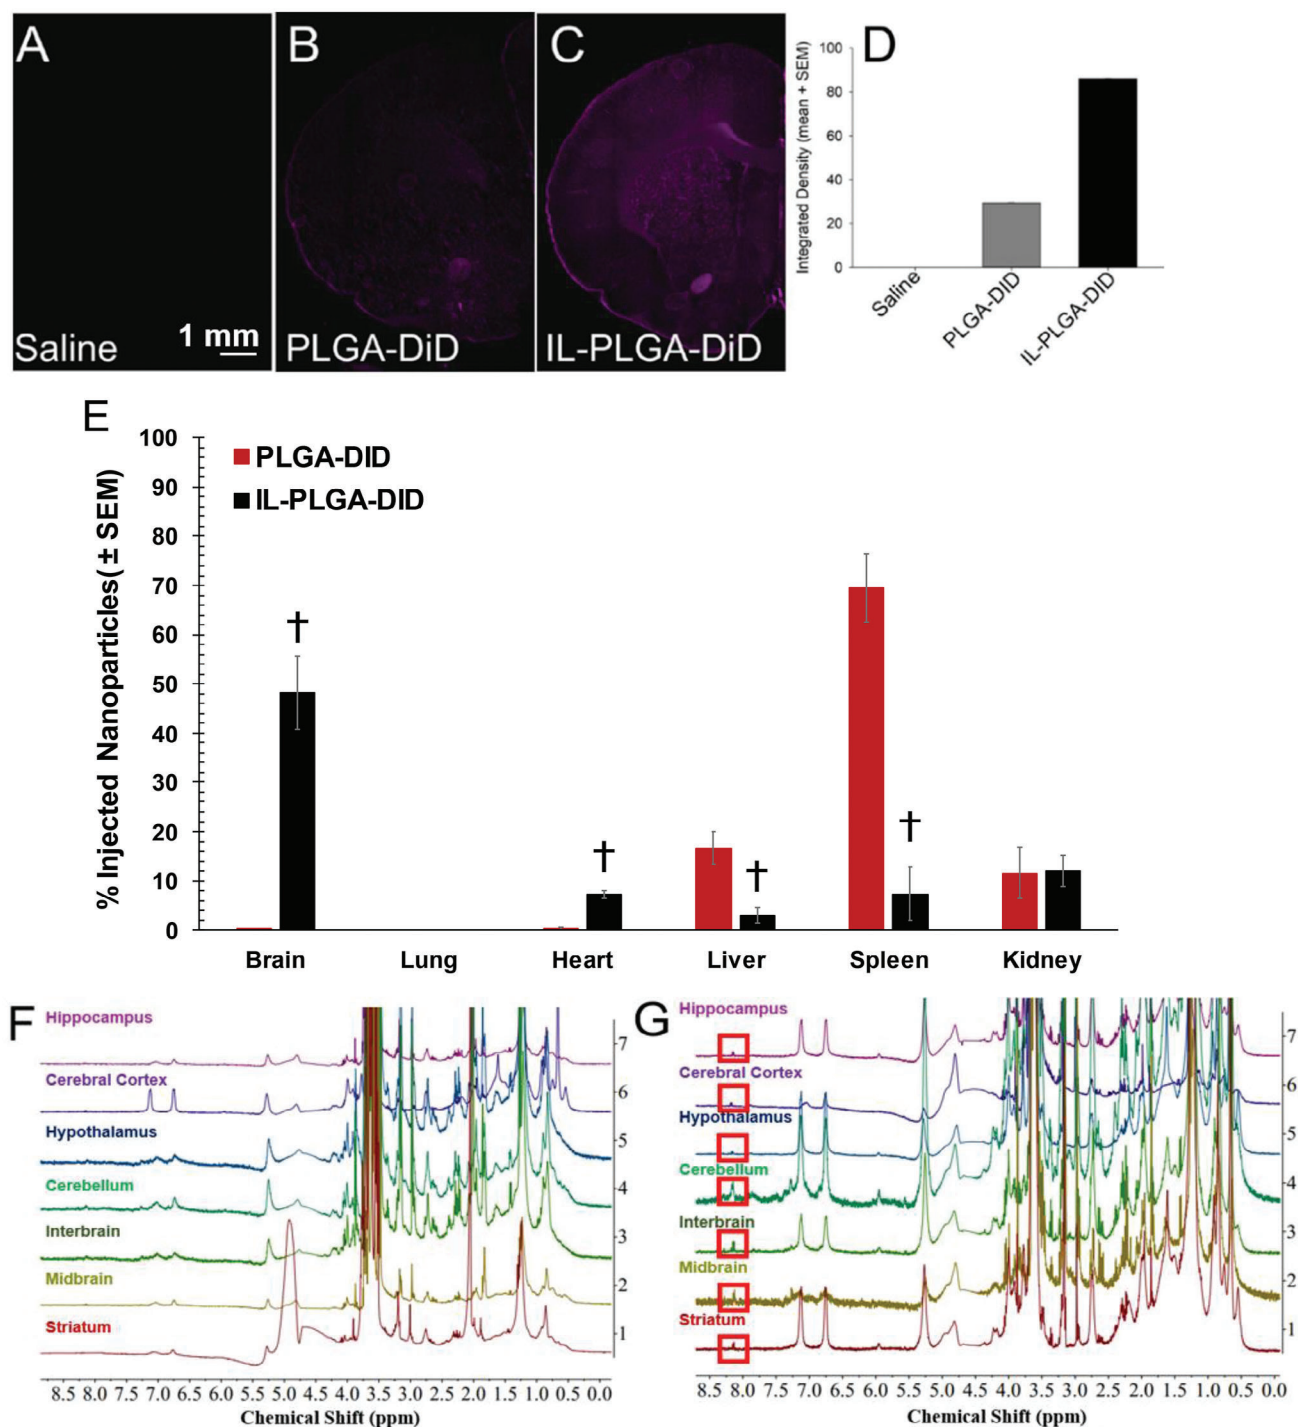 A
B
C
D
Saline
1 mm
PLGA-DiD
IL-PLGA-DiD
Integrated Density (mean + SEM)
100
80
60
40
20
0
Saline
PLGA-DID
IL-PLGA-DID
E
% Injected Nanoparticles( ± SEM)
100
90
80
70
60
50
40
30
20
10
0
PLGA-DID
IL-PLGA-DID
†
†
†
†
Brain Lung Heart Liver Spleen Kidney
F
Hippocampus
Cerebral Cortex
Hypothalamus
Cerebellum
Interbrain
Midbrain
Striatum
7
6
5
4
3
2
1
8.5 8.0 7.5 7.0 6.5 6.0 5.5 5.0 4.5 4.0 3.5 3.0 2.5 2.0 1.5 1.0 0.5 0.0
Chemical Shift (ppm)
G
Hippocampus
Cerebral Cortex
Hypothalamus
Cerebellum
Interbrain
Midbrain
Striatum
7
6
5
4
3
2
1
8.5 8.0 7.5 7.0 6.5 6.0 5.5 5.0 4.5 4.0 3.5 3.0 2.5 2.0 1.5 1.0 0.5 0.0
Chemical Shift (ppm)